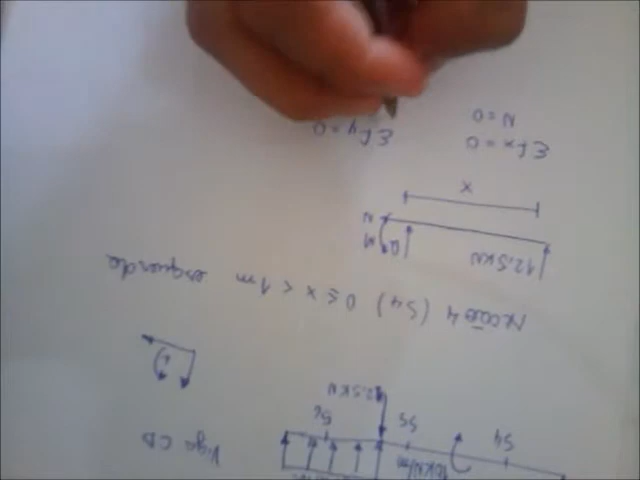 Viga CD
S4
S5
S6
12,5KN
secção 4 (S4) 0 ≤ x < 1m esquerda
12,5KN
Q
M
N
x
Σfx = 0
N = 0
Σfy = 0